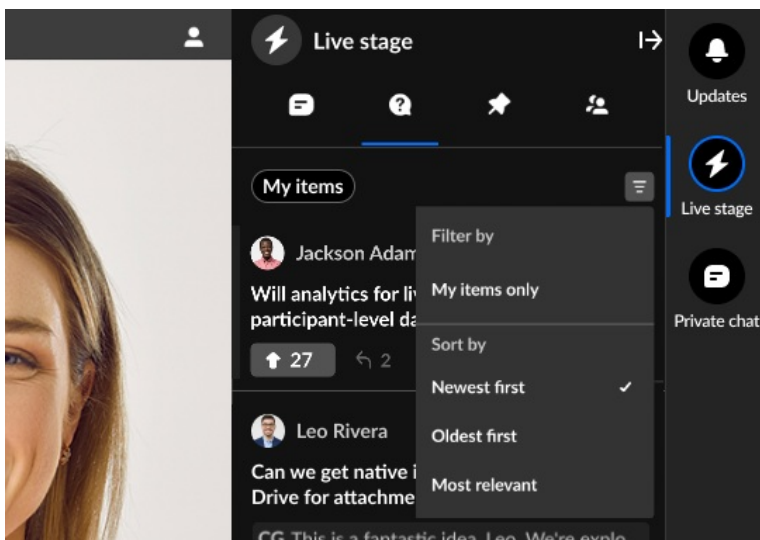 Live stage
Updates
My items
Live stage
Filter by
Jackson Adam
My items only
Will analytics for li
participant-level da
Sort by
27
2
Newest first
Oldest first
Leo Rivera
Most relevant
Can we get native i
Drive for attachme
Private chat
CG This is a fantastic idea, Leo. We're explo